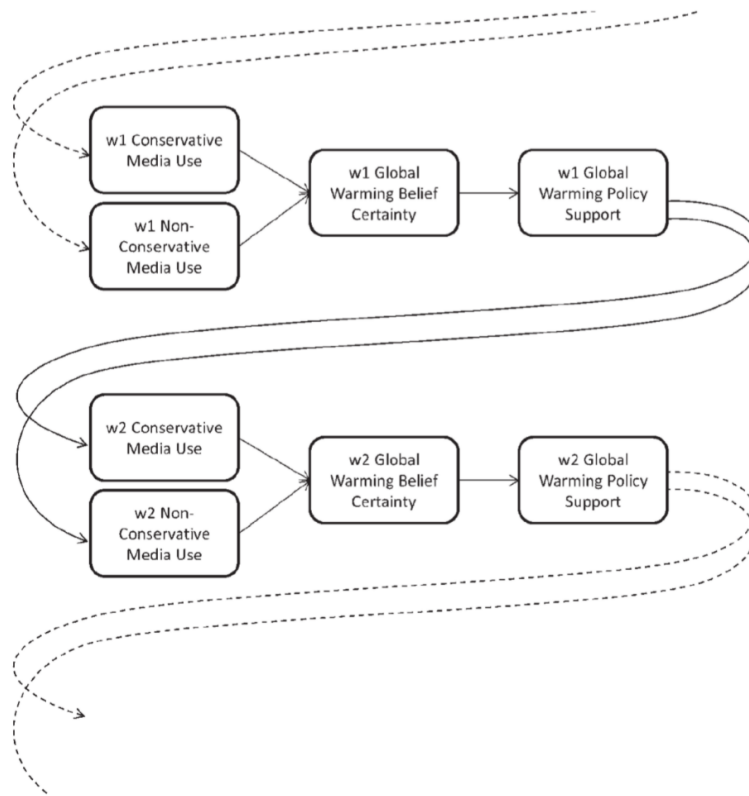 w1 Conservative
Media Use
w1 Non-
Conservative
Media Use
w1 Global
Warming Belief
Certainty
w1 Global
Warming Policy
Support
w2 Conservative
Media Use
w2 Non-
Conservative
Media Use
w2 Global
Warming Belief
Certainty
w2 Global
Warming Policy
Support